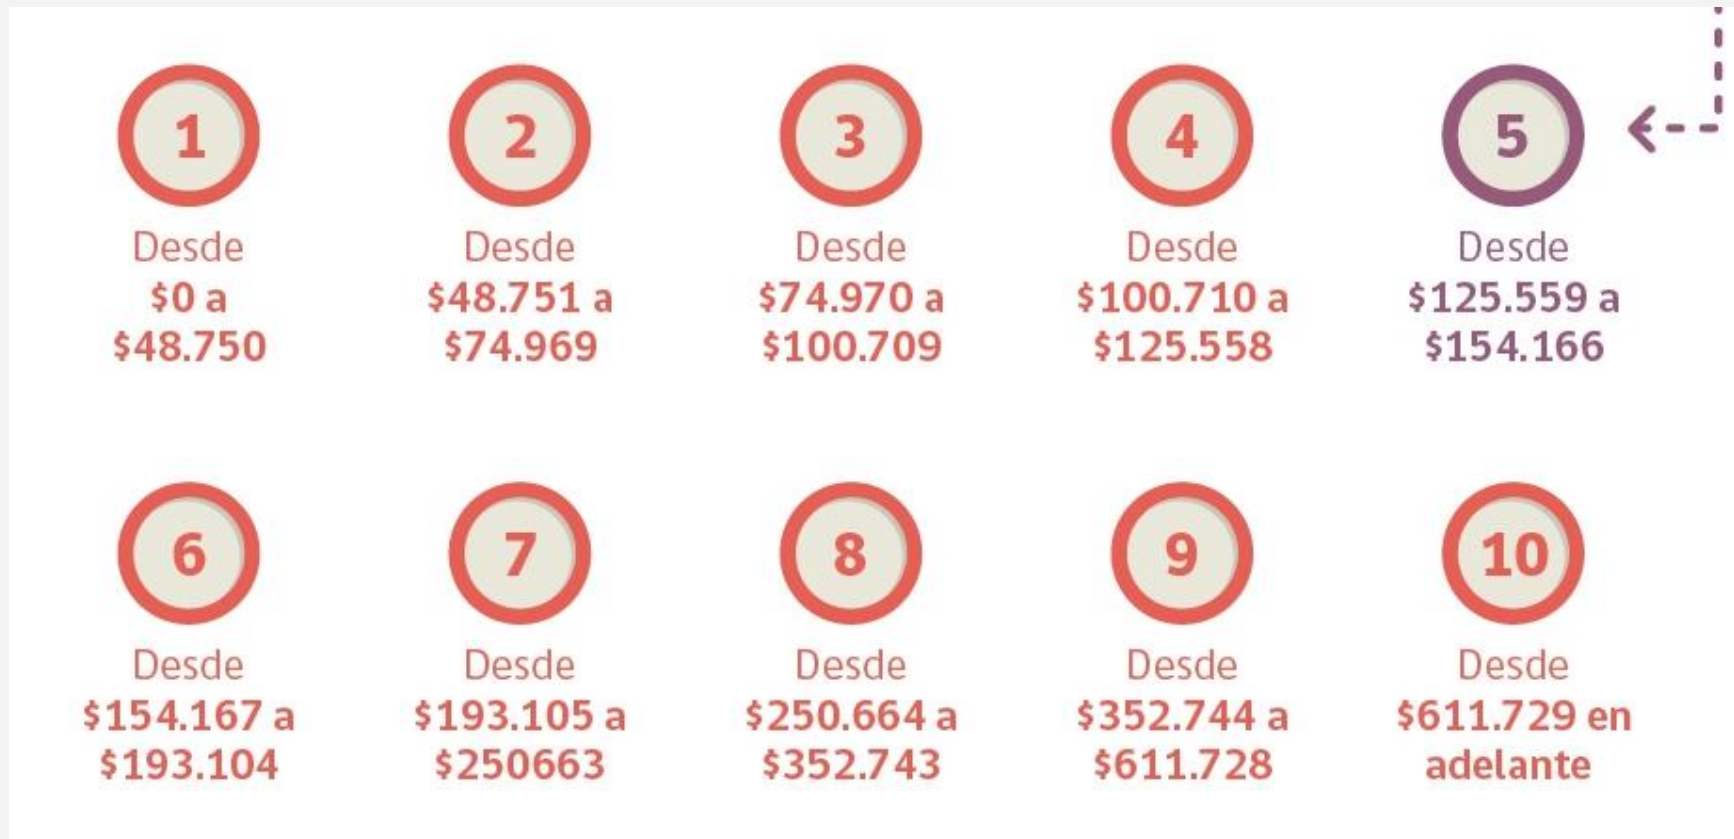 1
Desde
$0 a
$48.750
2
Desde
$48.751 a
$74.969
3
Desde
$74.970 a
$100.709
4
Desde
$100.710 a
$125.558
5
Desde
$125.559 a
$154.166
6
Desde
$154.167 a
$193.104
7
Desde
$193.105 a
$250663
8
Desde
$250.664 a
$352.743
9
Desde
$352.744 a
$611.728
10
Desde
$611.729 en
adelante